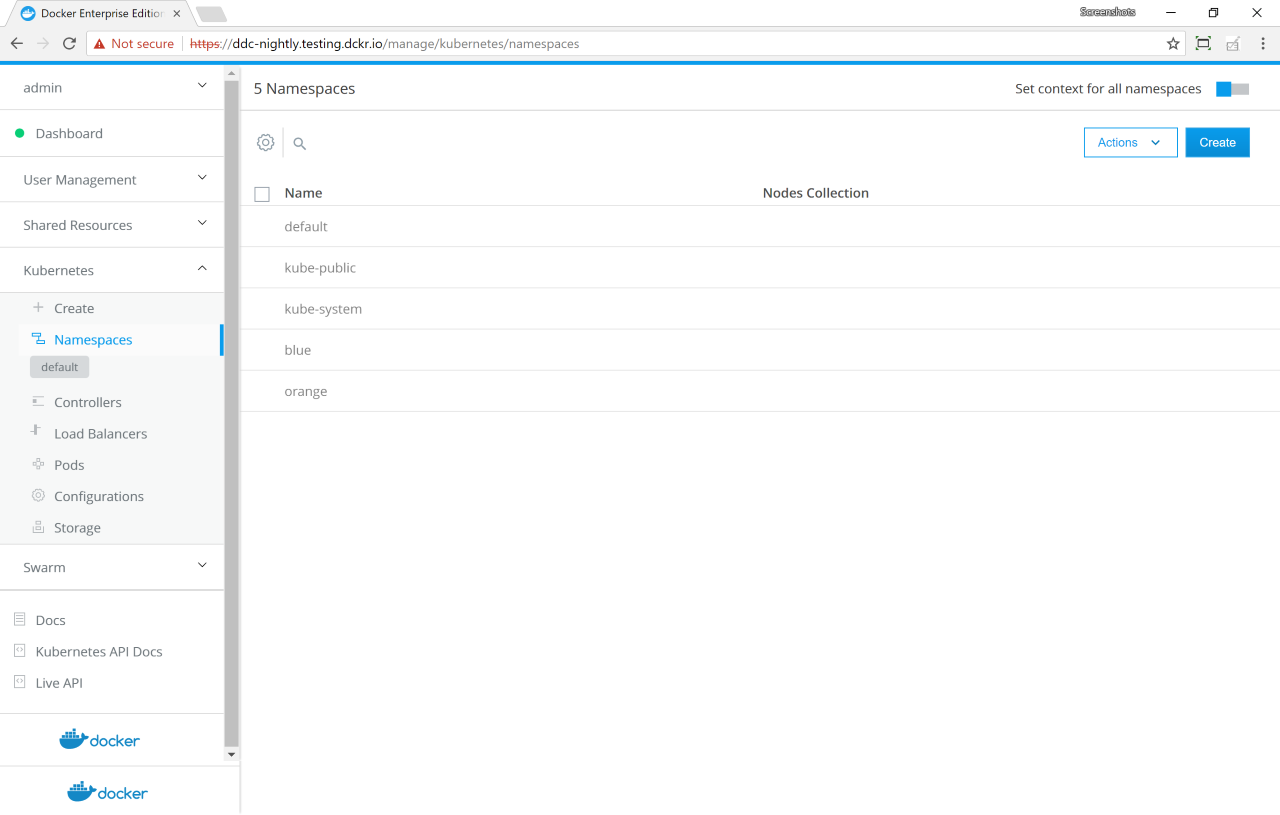 Docker Enterprise Edition
Screenshots
Not secure
https://ddc-nightly.testing.dckr.io/manage/kubernetes/namespaces
admin
Dashboard
User Management
Shared Resources
Kubernetes
Create
Namespaces
default
Controllers
Load Balancers
Pods
Configurations
Storage
Swarm
Docs
Kubernetes API Docs
Live API
docker
docker
5 Namespaces
Set context for all namespaces
Actions
Create
Name Nodes Collection
default
kube-public
kube-system
blue
orange